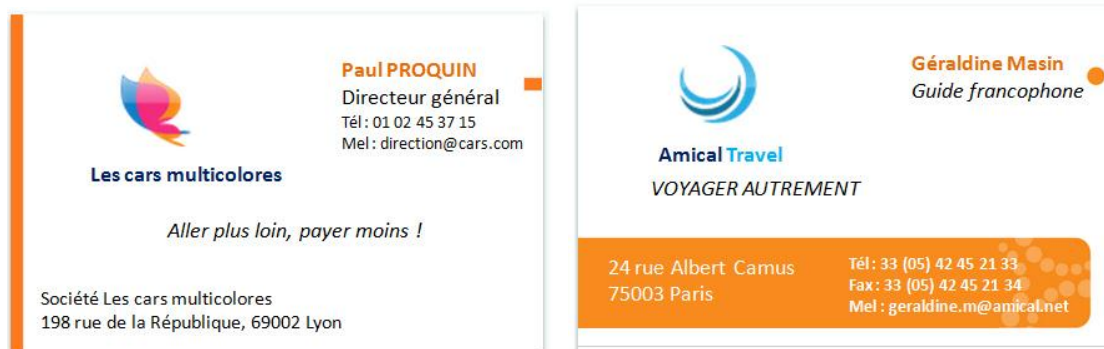 Paul PROQUIN
Directeur général
Tél : 01 02 45 37 15
Mel : direction@cars.com
Les cars multicolores
Aller plus loin, payer moins !
Société Les cars multicolores
198 rue de la République, 69002 Lyon
Géraldine Masin
Guide francophone
Amical Travel
VOYAGER AUTREMENT
24 rue Albert Camus
75003 Paris
Tél : 33 (05) 42 45 21 33
Fax : 33 (05) 42 45 21 34
Mel : geraldine.m@amical.net